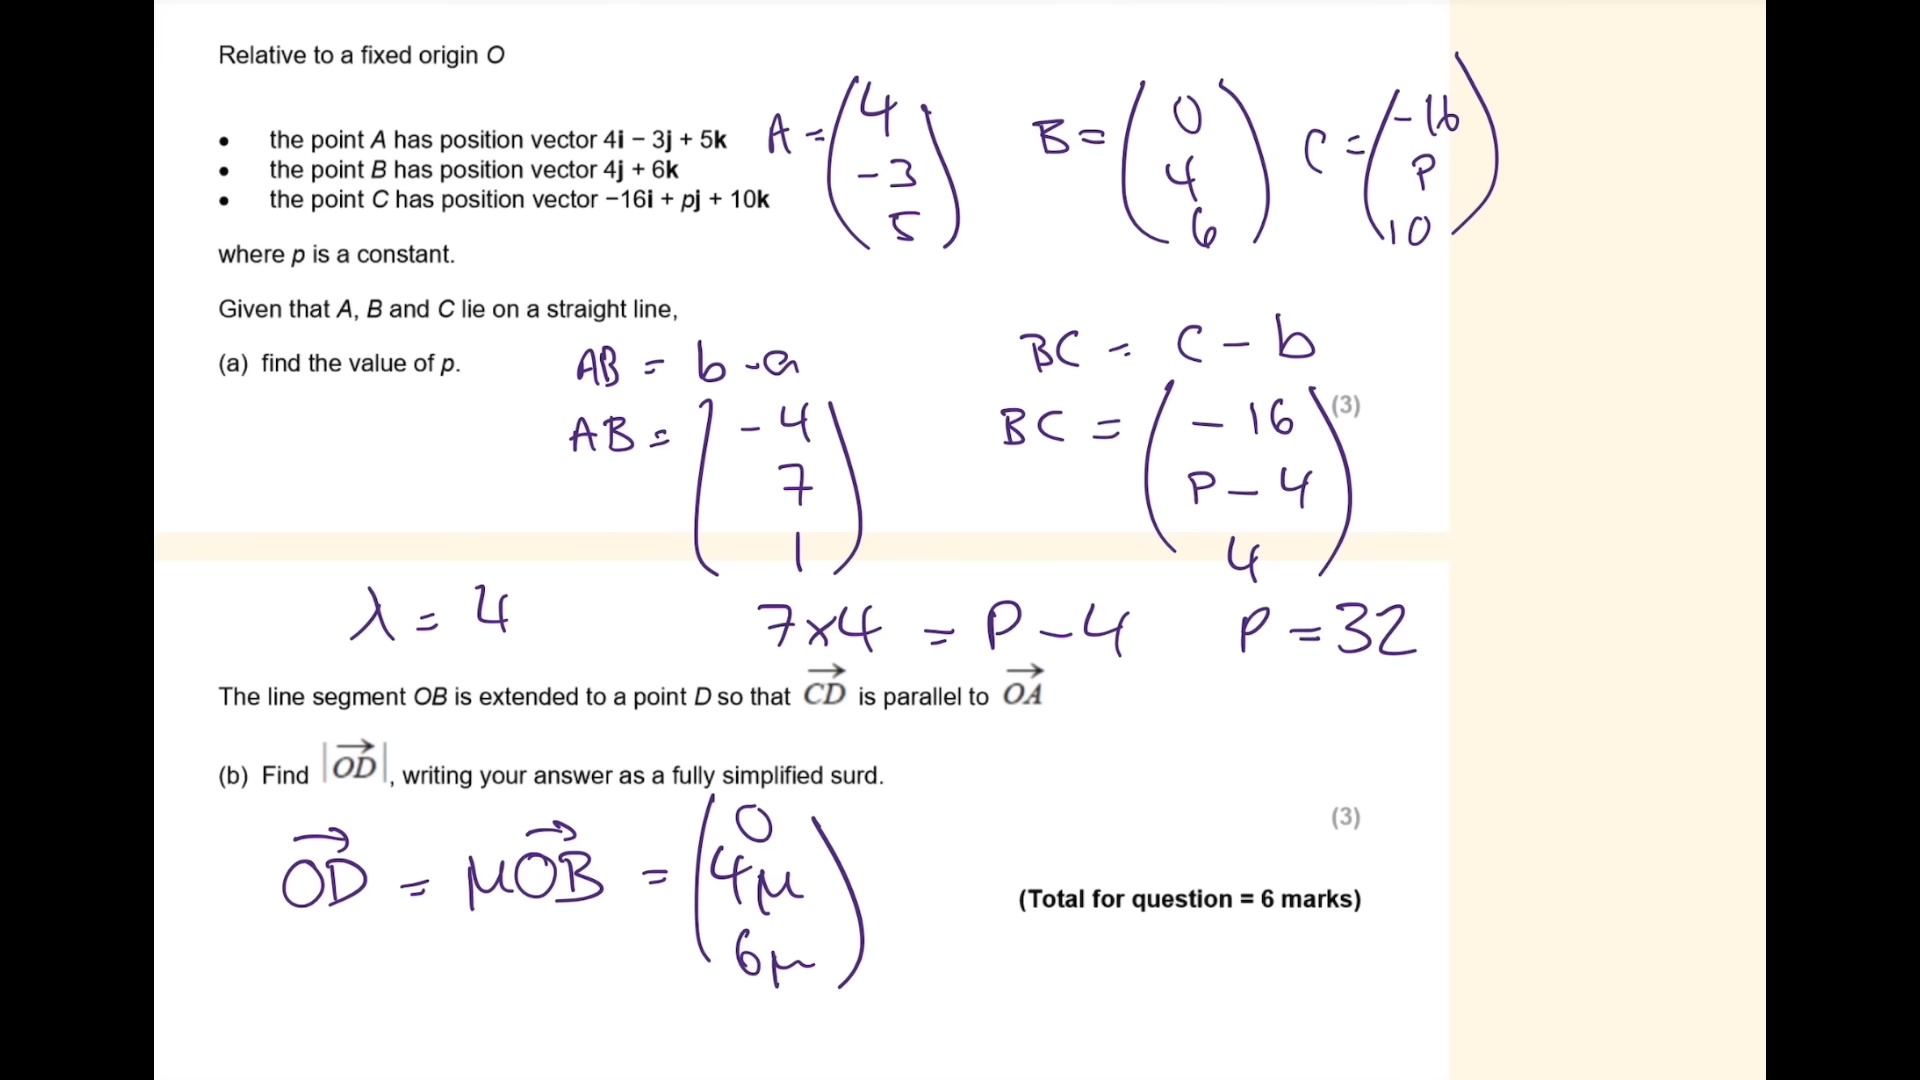 Relative to a fixed origin O
• the point A has position vector 4i − 3j + 5k
• the point B has position vector 4j + 6k
• the point C has position vector −16i + pj + 10k
A = (4 -3 5) B = (0 4 6) C = (-16 P 10)
where p is a constant.
Given that A, B and C lie on a straight line,
(a) find the value of p.
AB = b - a BC = c - b
(3)
AB = (-4 7 1) BC = (-16 P-4 4)
λ = 4 7×4 = P-4 P = 32
The line segment OB is extended to a point D so that CD is parallel to OA
(b) Find |OD|, writing your answer as a fully simplified surd.
(3)
OD = μOB = (0 4μ 6μ)
(Total for question = 6 marks)